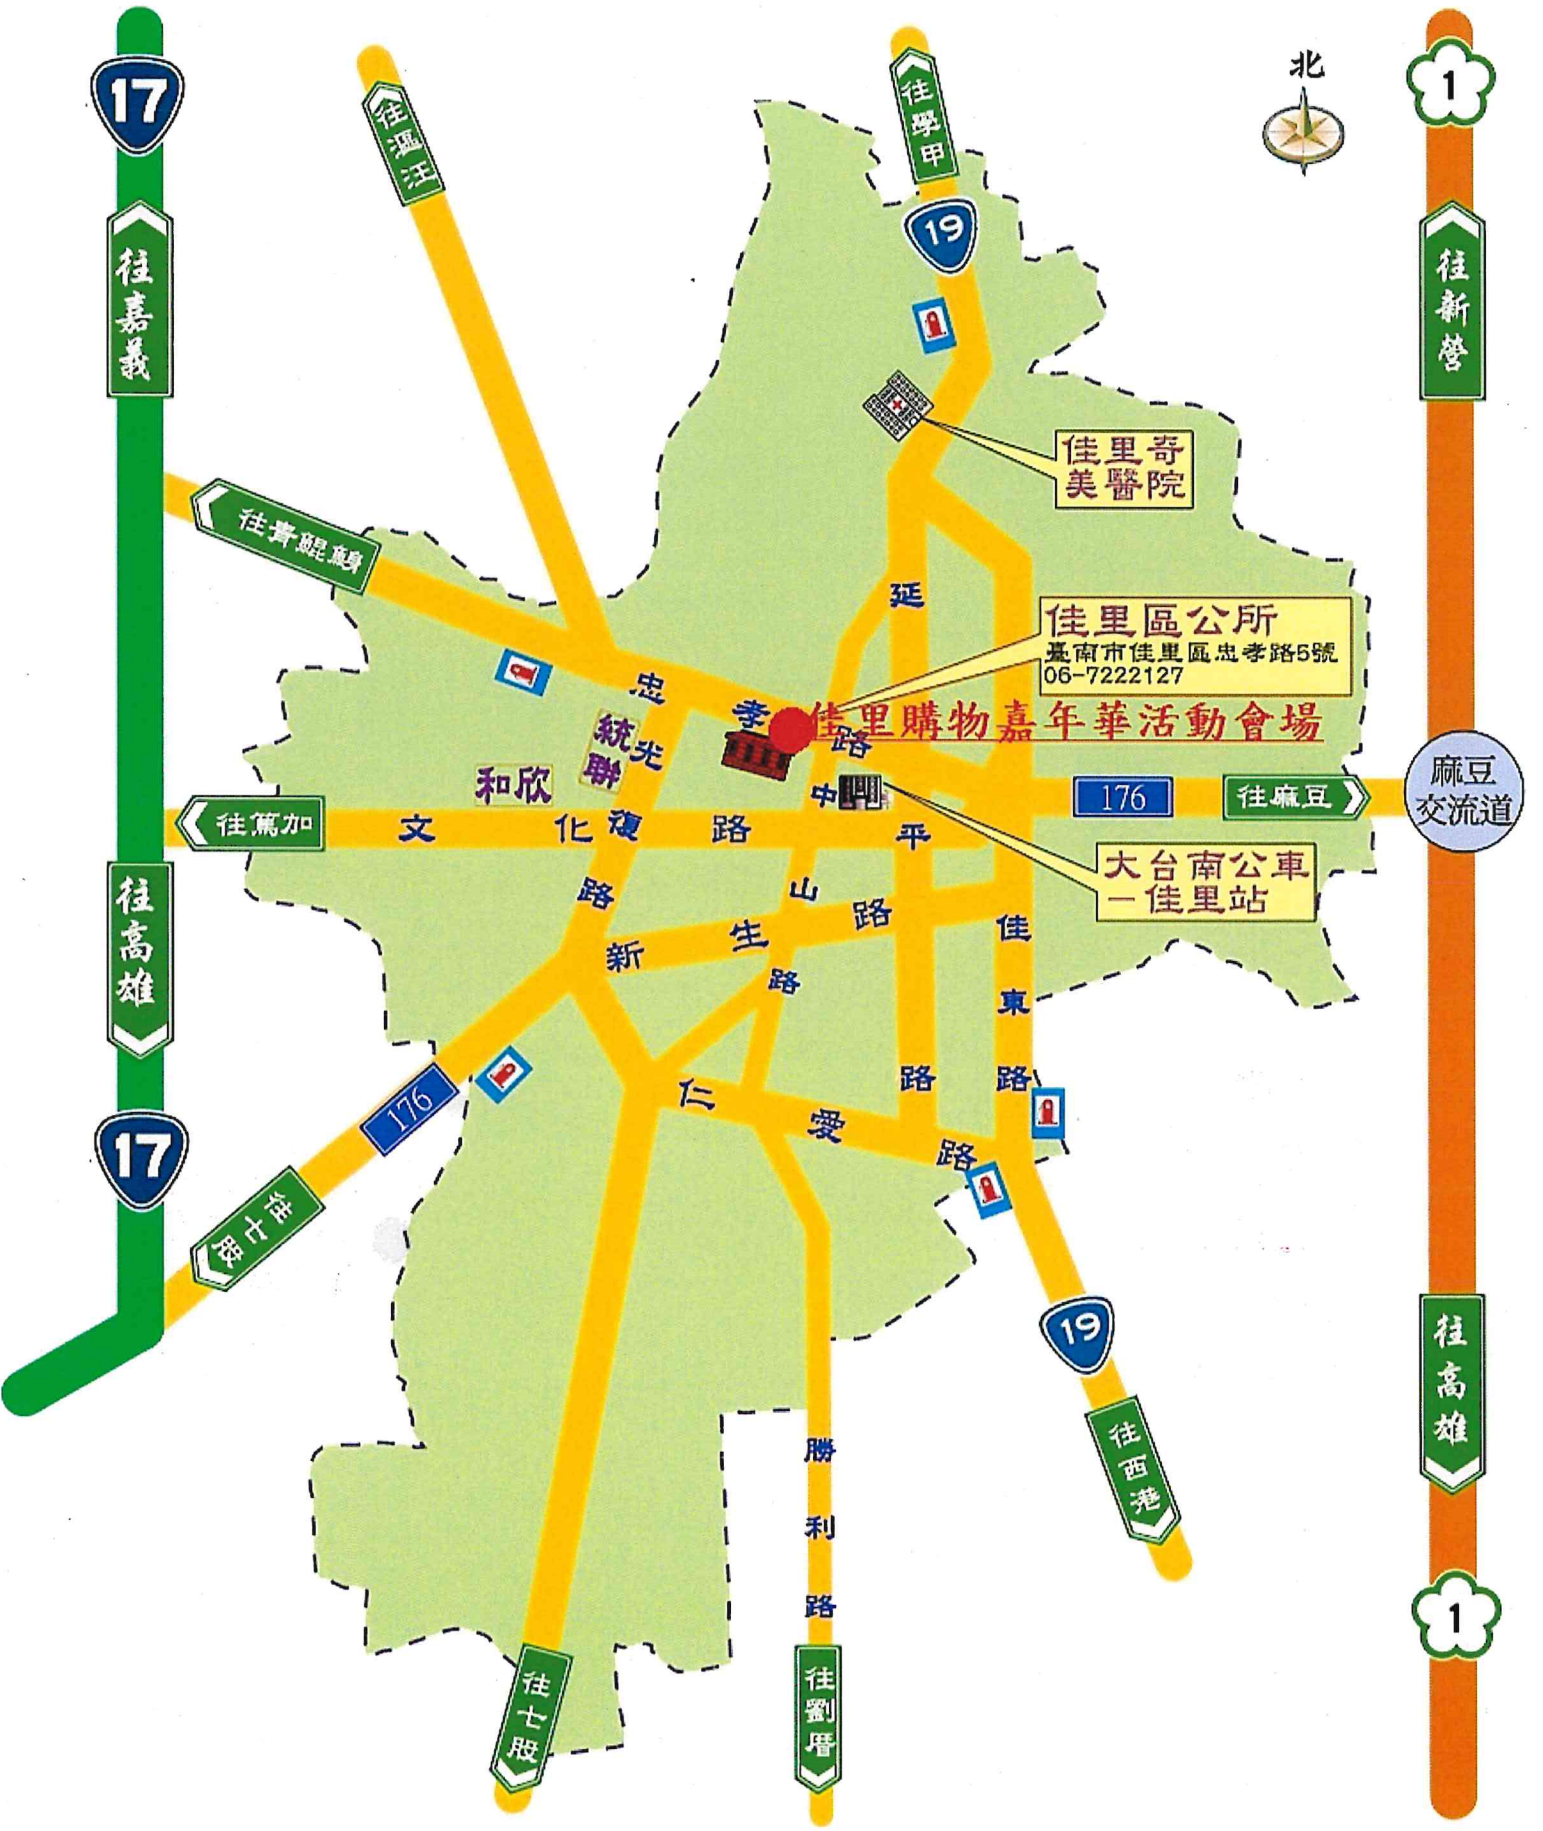 17
往嘉義
往高雄
17
往漚汪
往學甲
19
北
1
往新營
佳里奇
美醫院
往青鯤鯓
延平路
佳里區公所
臺南市佳里區忠孝路5號
06-7222127
忠孝路
佳里購物嘉年華活動會場
統聯
和欣
光復路
中山路
176
往麻豆
麻豆
交流道
往篤加
文化路
大台南公車
－佳里站
新生路
佳東路
仁愛路
176
往七股
19
往西港
往高雄
1
勝利路
往七股
往劉厝